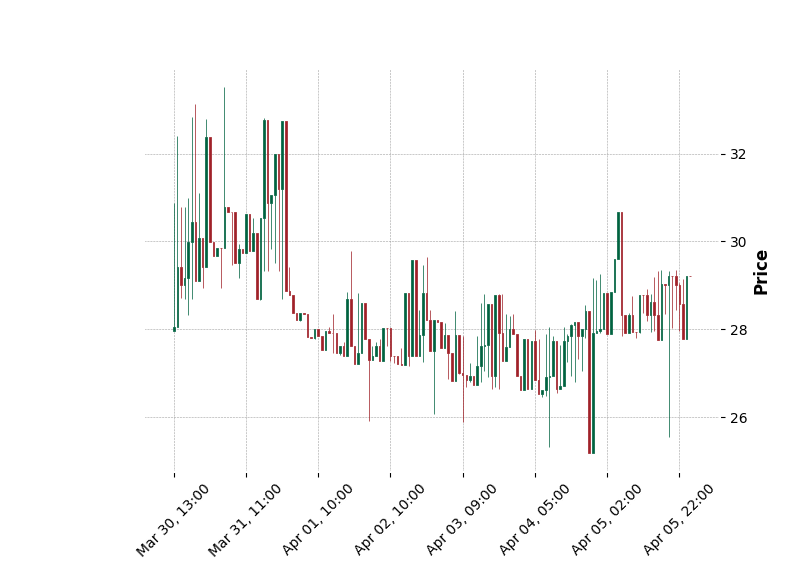 32
30
28
26
Price
Mar 30, 13:00
Mar 31, 11:00
Apr 01, 10:00
Apr 02, 10:00
Apr 03, 09:00
Apr 04, 05:00
Apr 05, 02:00
Apr 05, 22:00